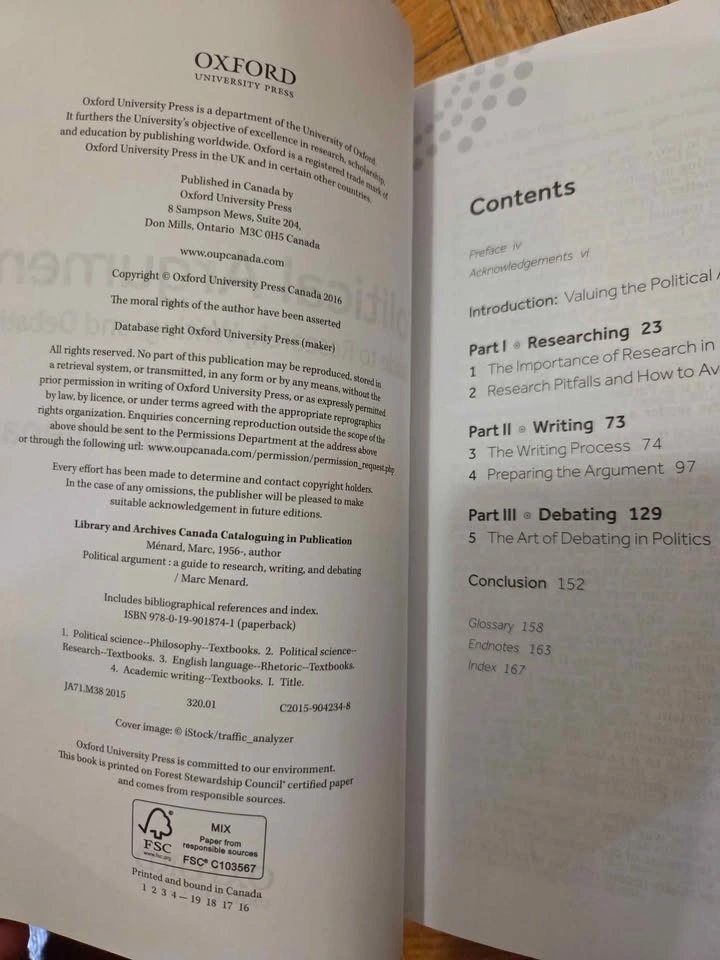 OXFORD
UNIVERSITY PRESS
Oxford University Press is a department of the University of Oxford.
It furthers the University's objective of excellence in research, scholarship,
and education by publishing worldwide. Oxford is a registered trade mark of
Oxford University Press in the UK and in certain other countries.
Published in Canada by
Oxford University Press
8 Sampson Mews, Suite 204,
Don Mills, Ontario M3C 0H5 Canada
www.oupcanada.com
Copyright © Oxford University Press Canada 2016
The moral rights of the author have been asserted
Database right Oxford University Press (maker)
All rights reserved. No part of this publication may be reproduced, stored in
a retrieval system, or transmitted, in any form or by any means, without the
prior permission in writing of Oxford University Press, or as expressly permitted
by law, by licence, or under terms agreed with the appropriate reprographics
rights organization. Enquiries concerning reproduction outside the scope of the
above should be sent to the Permissions Department at the address above
or through the following url: www.oupcanada.com/permission/permission_request.php
Every effort has been made to determine and contact copyright holders.
In the case of any omissions, the publisher will be pleased to make
suitable acknowledgement in future editions.
Library and Archives Canada Cataloguing in Publication
Ménard, Marc, 1956-, author
Political argument : a guide to research, writing, and debating
/ Marc Menard.
Includes bibliographical references and index.
ISBN 978-0-19-901874-1 (paperback)
1. Political science--Philosophy--Textbooks. 2. Political science--
Research--Textbooks. 3. English language--Rhetoric--Textbooks.
4. Academic writing--Textbooks. I. Title.
JA71.M38 2015 320.01 C2015-904234-8
Cover image: © iStock/traffic_analyzer
Oxford University Press is committed to our environment.
This book is printed on Forest Stewardship Council® certified paper
and comes from responsible sources.
FSC
www.fsc.org
MIX
Paper from
responsible sources
FSC® C103567
Printed and bound in Canada
1 2 3 4 — 19 18 17 16
Contents
Preface iv
Acknowledgements vi
Introduction: Valuing the Political
Part I Researching 23
1 The Importance of Research in
2 Research Pitfalls and How to Av
Part II Writing 73
3 The Writing Process 74
4 Preparing the Argument 97
Part III Debating 129
5 The Art of Debating in Politics
Conclusion 152
Glossary 158
Endnotes 163
Index 167